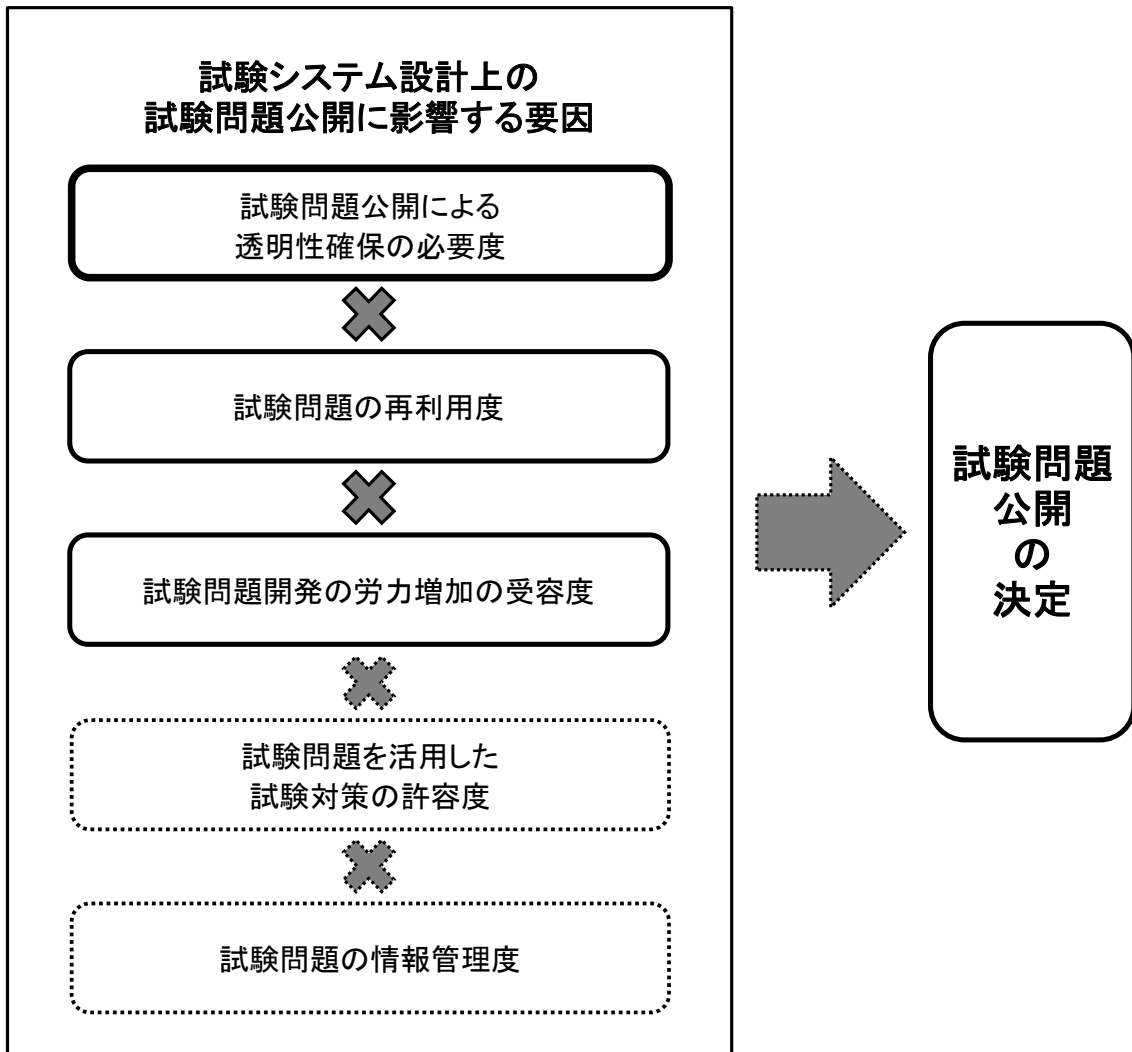 試験システム設計上の
試験問題公開に影響する要因
試験問題公開による
透明性確保の必要度
試験問題の再利用度
試験問題開発の労力増加の受容度
試験問題を活用した
試験対策の許容度
試験問題の情報管理度
試験問題
公開
の
決定